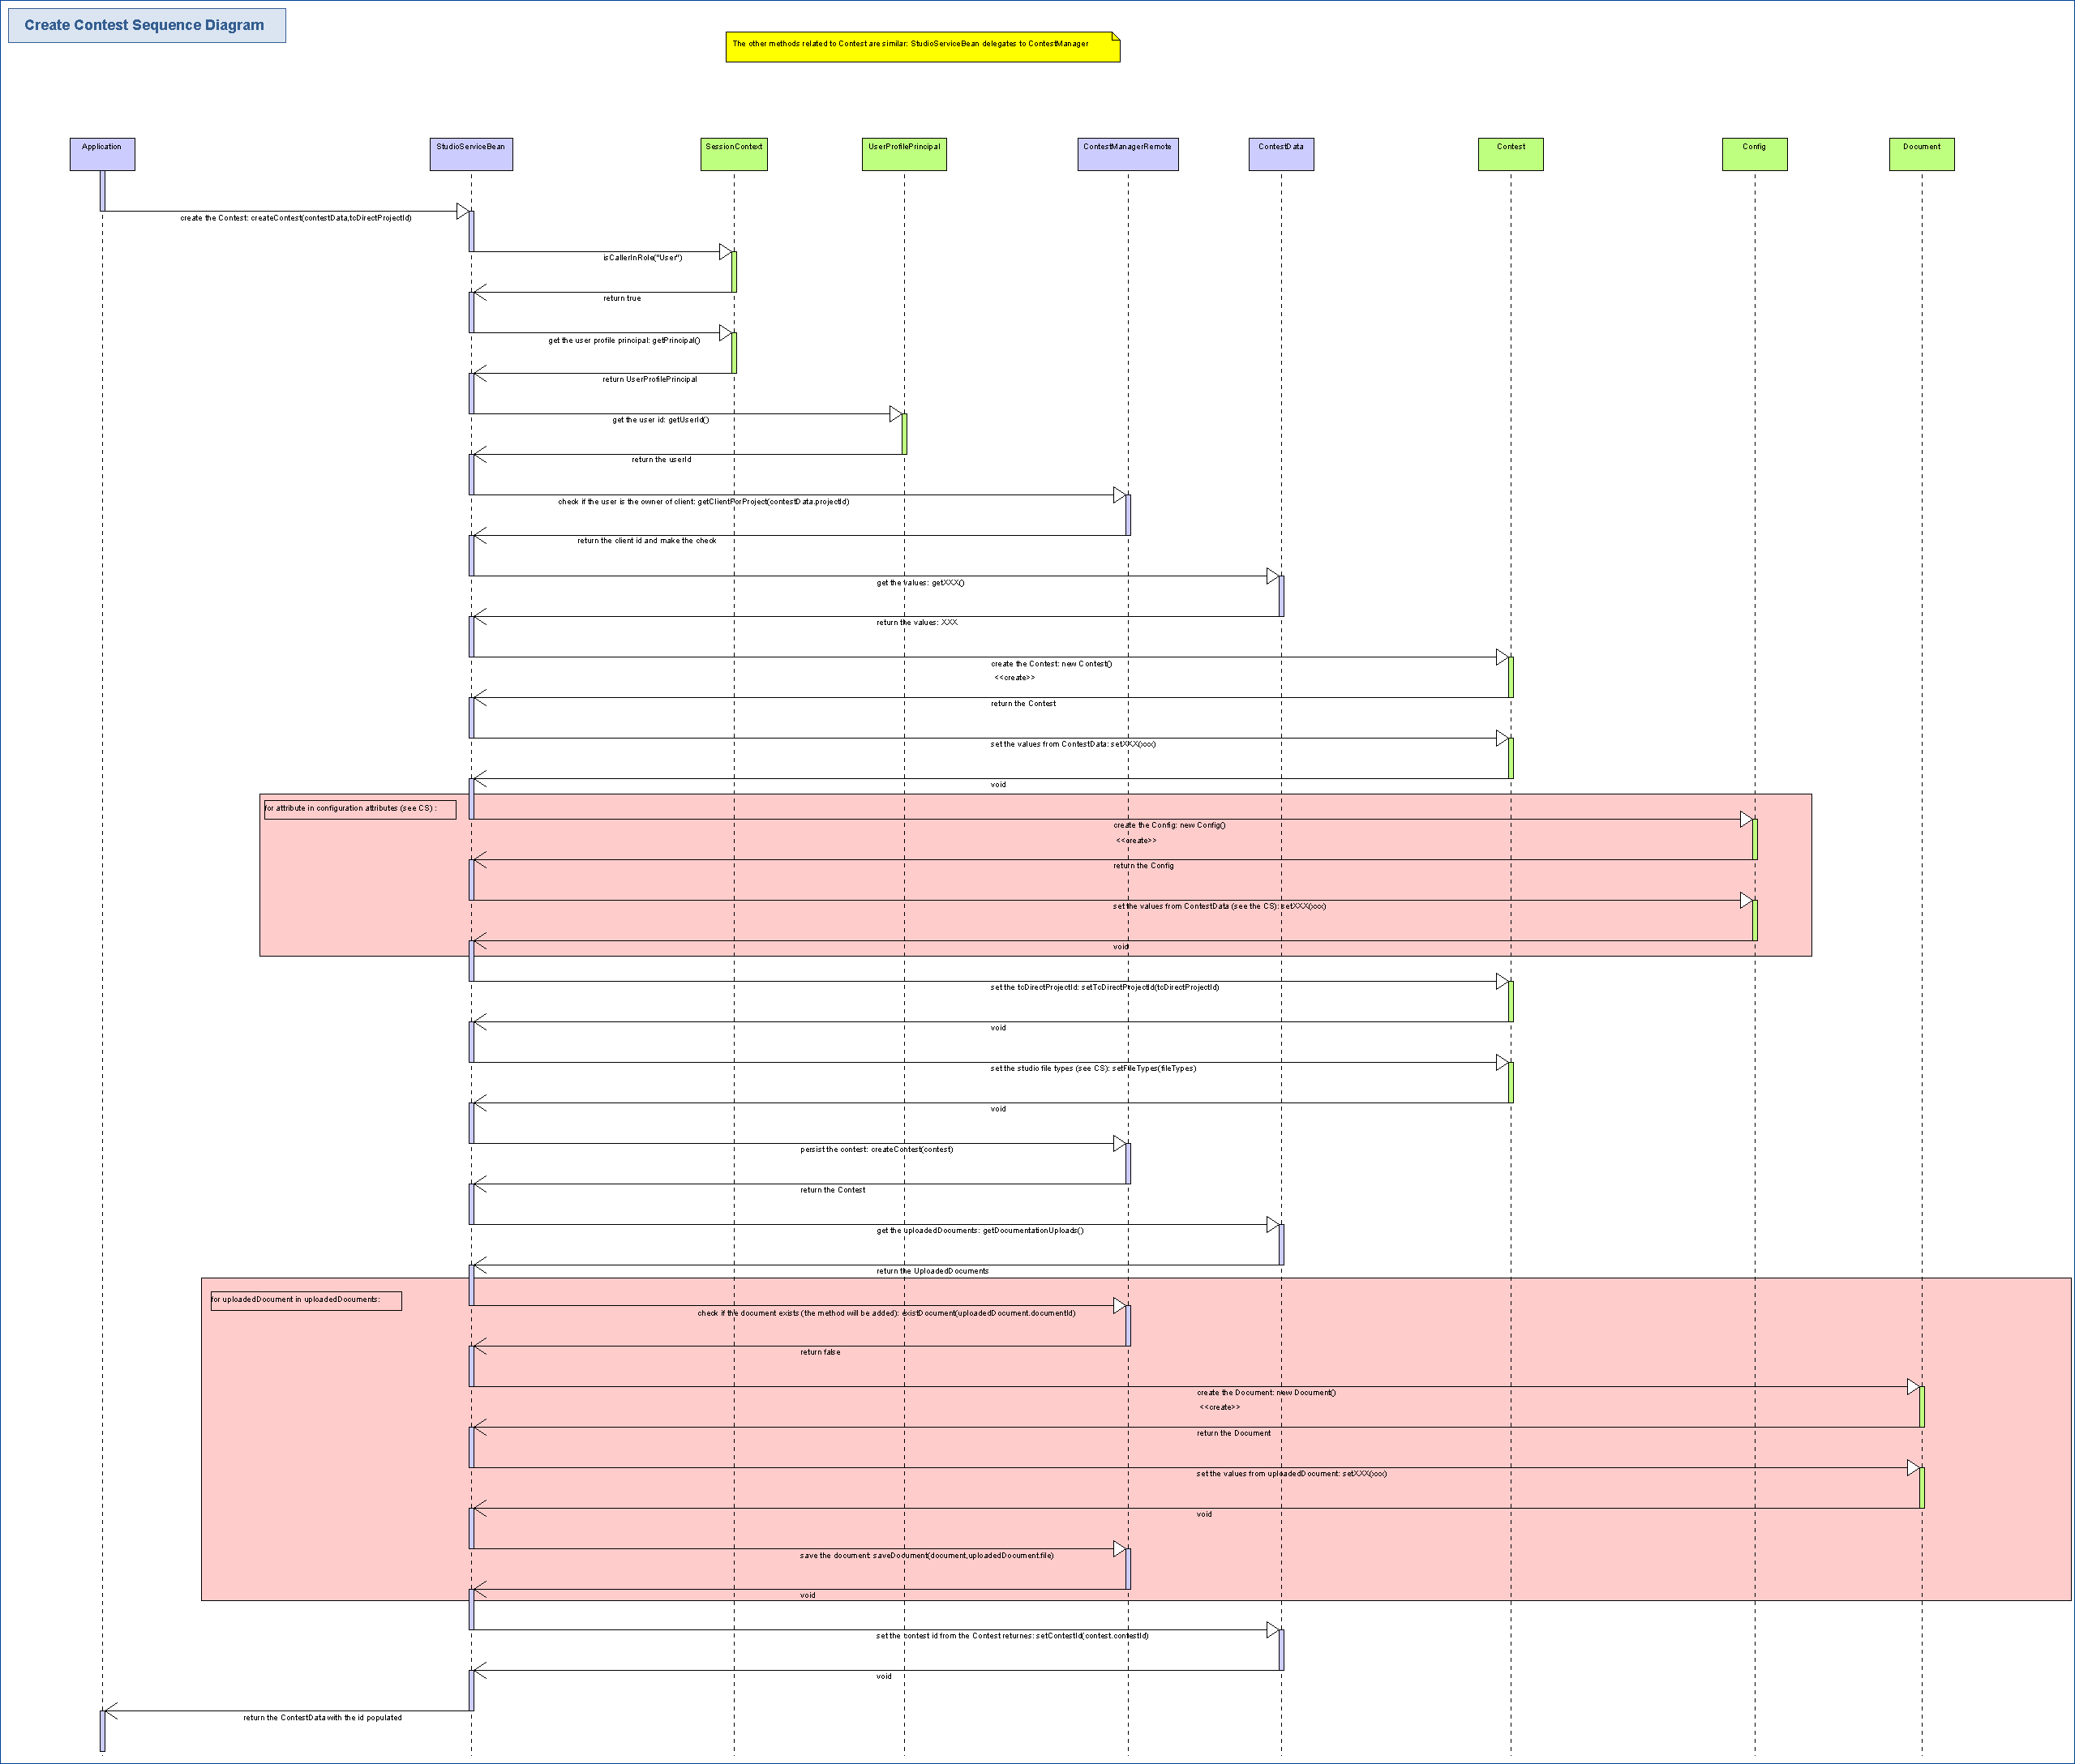 Create Contest Sequence Diagram
The other methods related to Contest are similar: StudioServiceBean delegates to ContestManager
Application
StudioServiceBean
SessionContext
UserProfilePrincipal
ContestManagerRemote
ContestData
Contest
Config
Document
create the Contest: createContest(contestData,tcDirectProjectId)
isCallerInRole("User")
return true
get the user profile principal: getPrincipal()
return UserProfilePrincipal
get the user id: getUserId()
return the userId
check if the user is the owner of client: getClientForProject(contestData.projectId)
return the client id and make the check
get the values: getXXX()
return the values: XXX
create the Contest: new Contest()
<<create>>
return the Contest
set the values from ContestData: setXXX(xxx)
void
for attribute in configuration attributes (see CS) :
create the Config: new Config()
<<create>>
return the Config
set the values from ContestData (see the CS): setXXX(xxx)
void
set the tcDirectProjectId: setTcDirectProjectId(tcDirectProjectId)
void
set the studio file types (see CS): setFileTypes(fileTypes)
void
persist the contest: createContest(contest)
return the Contest
get the uploadedDocuments: getDocumentationUploads()
return the UploadedDocuments
for uploadedDocument in uploadedDocuments:
check if the document exists (the method will be added): existDocument(uploadedDocument.documentId)
return false
create the Document: new Document()
<<create>>
return the Document
set the values from uploadedDocument: setXXX(xxx)
void
save the document: saveDocument(document,uploadedDocument.file)
void
set the contest id from the Contest returnes: setContestId(contest.contestId)
void
return the ContestData with the id populated